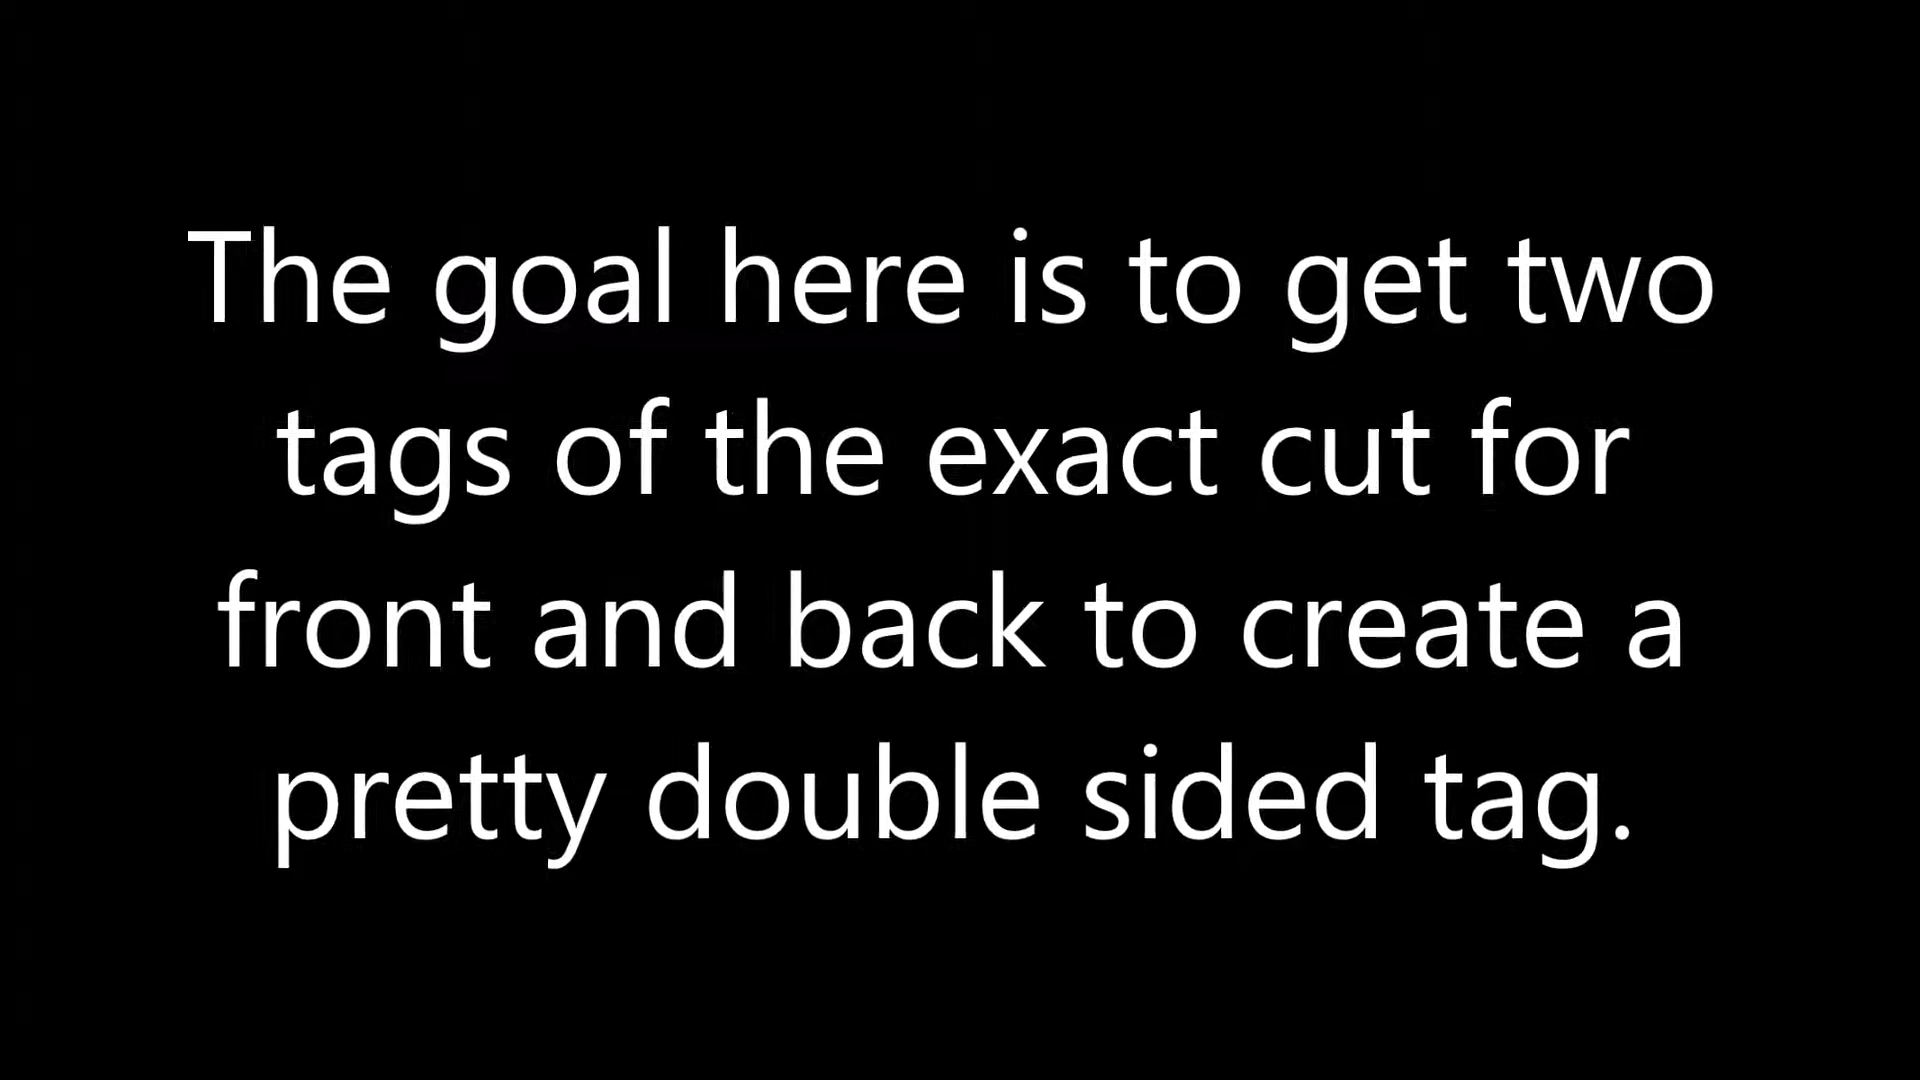 The goal here is to get two
tags of the exact cut for
front and back to create a
pretty double sided tag.